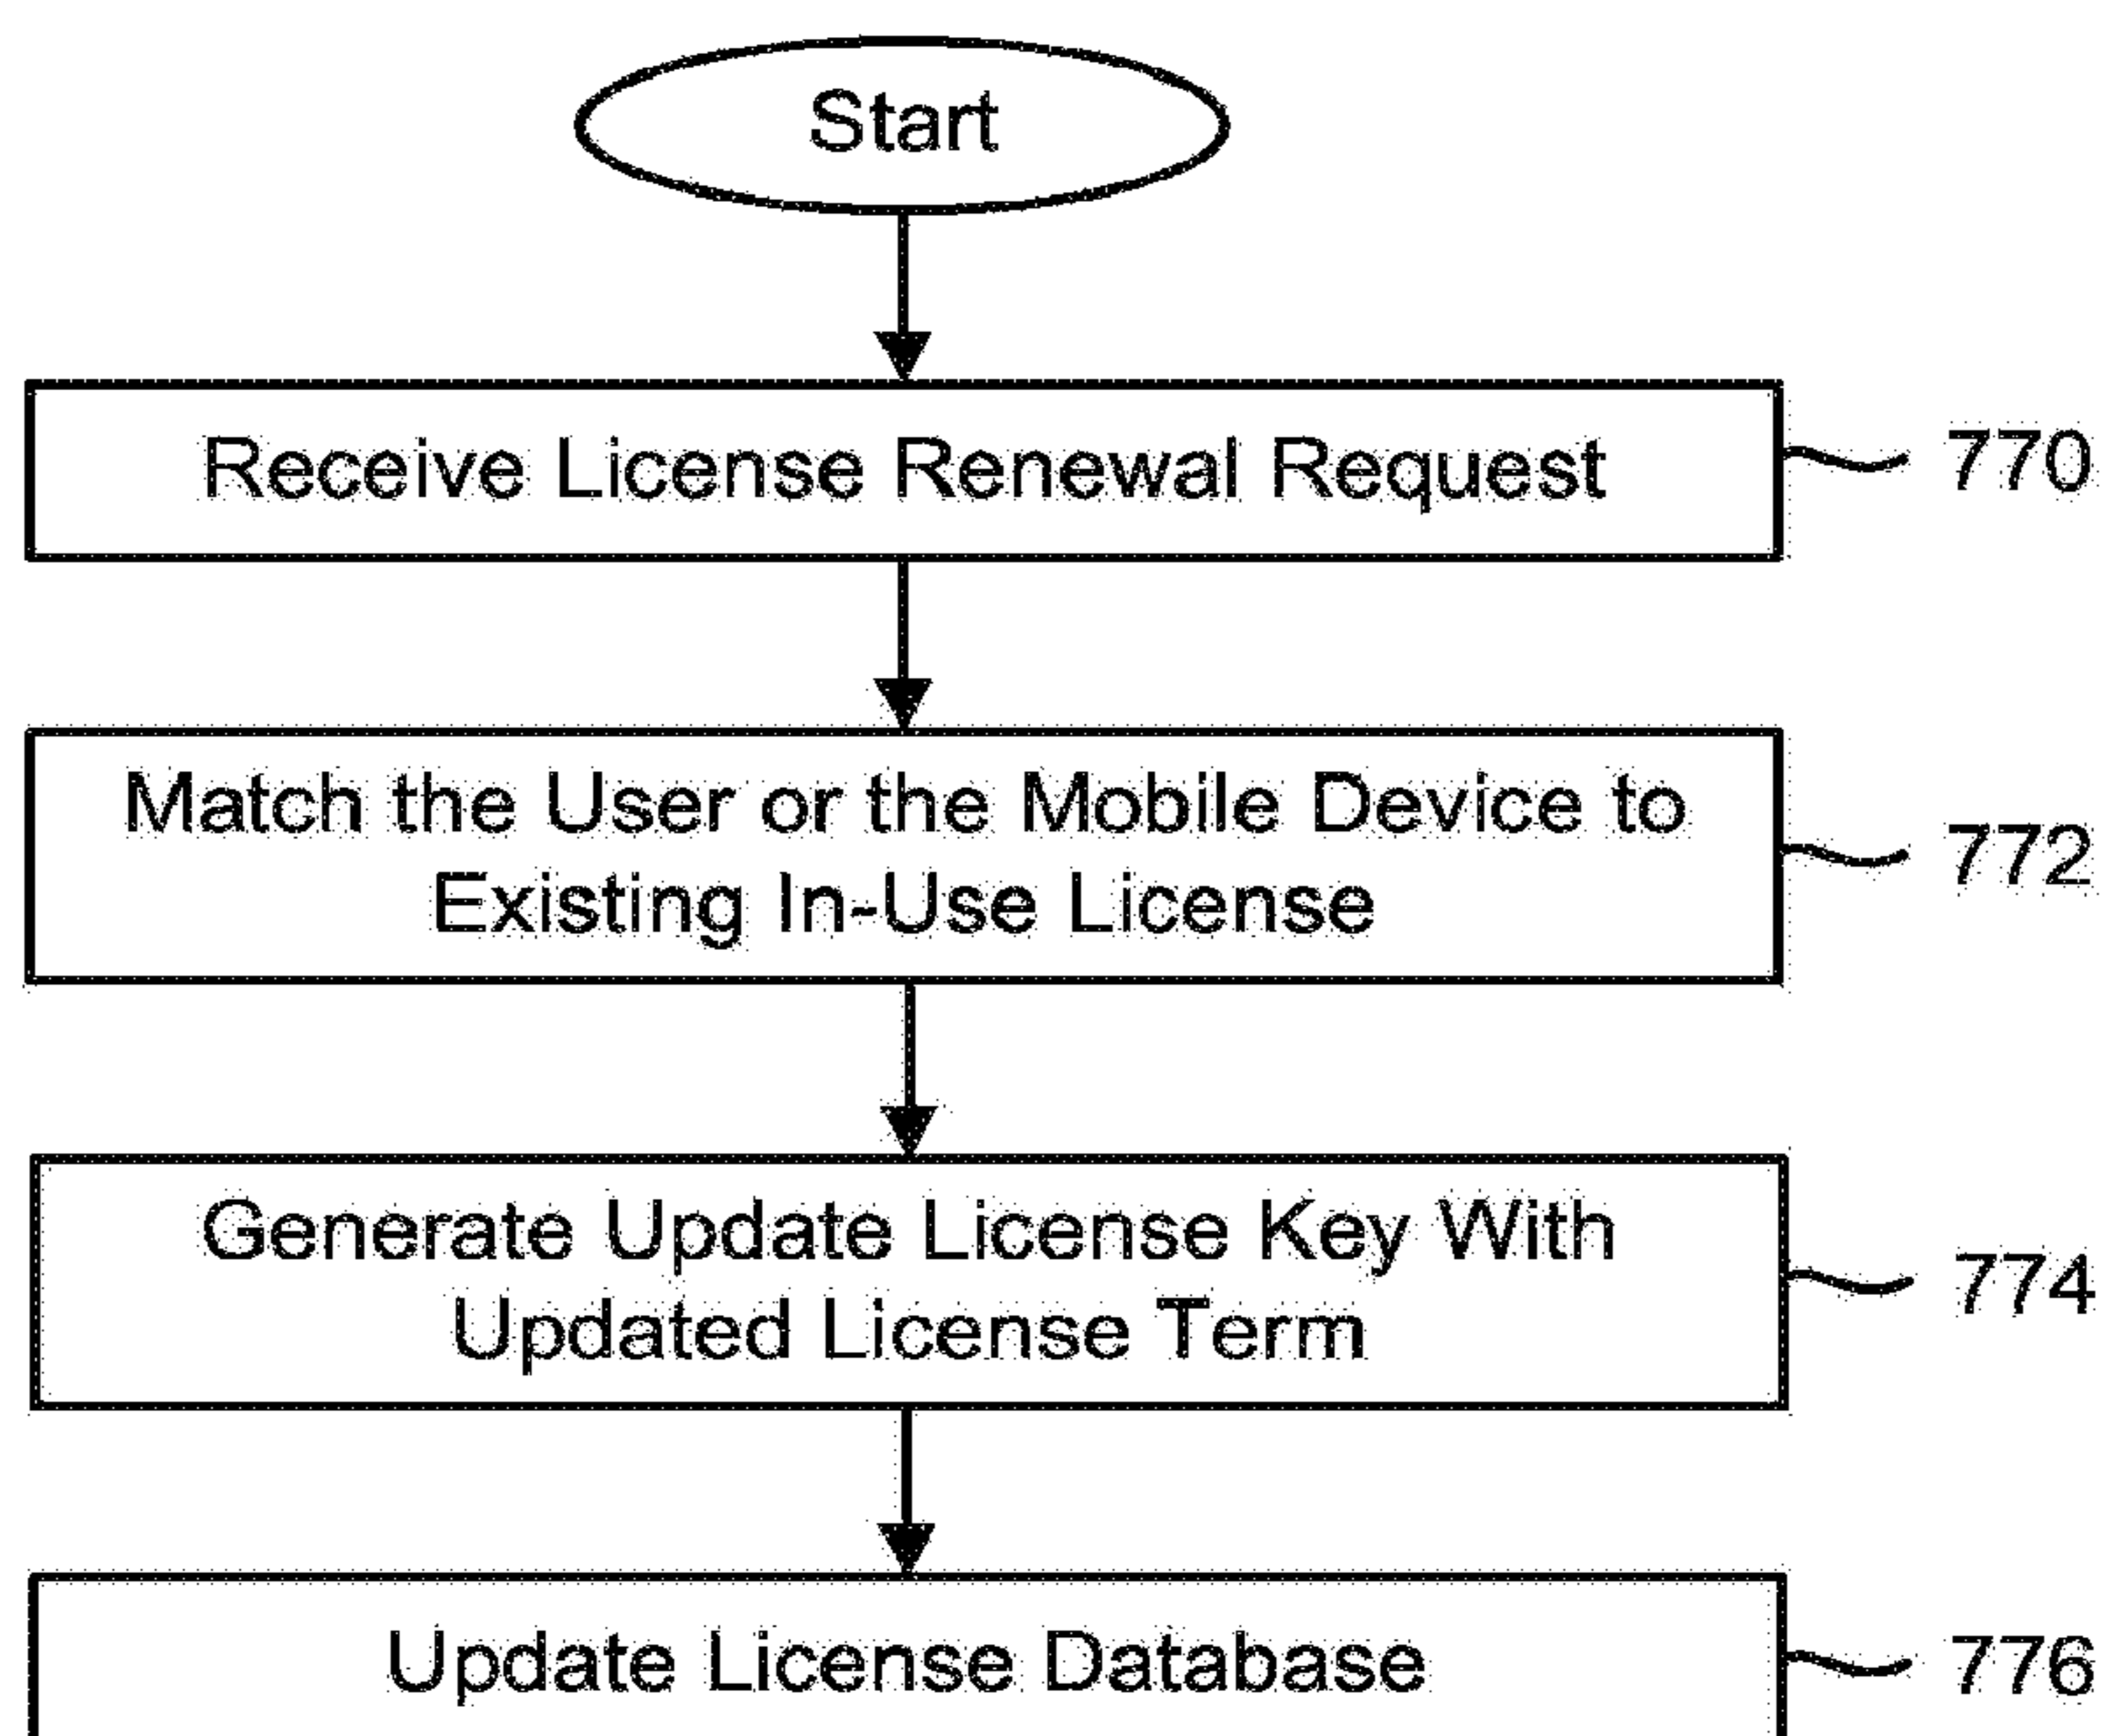 Start
Receive License Renewal Request
770
Match the User or the Mobile Device to
Existing In-Use License
772
Generate Update License Key With
Updated License Term
774
Update License Database
776